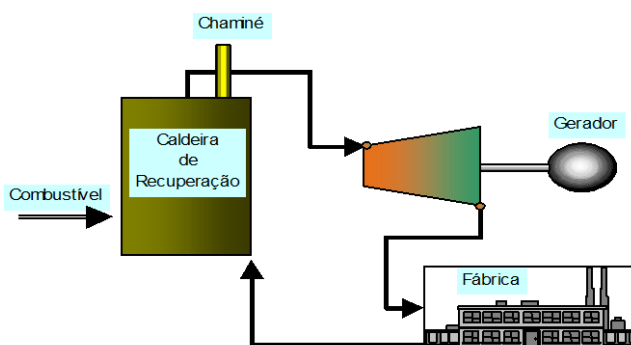 Chaminé
Caldeira
de
Recuperação
Gerador
Combustível
Fábrica